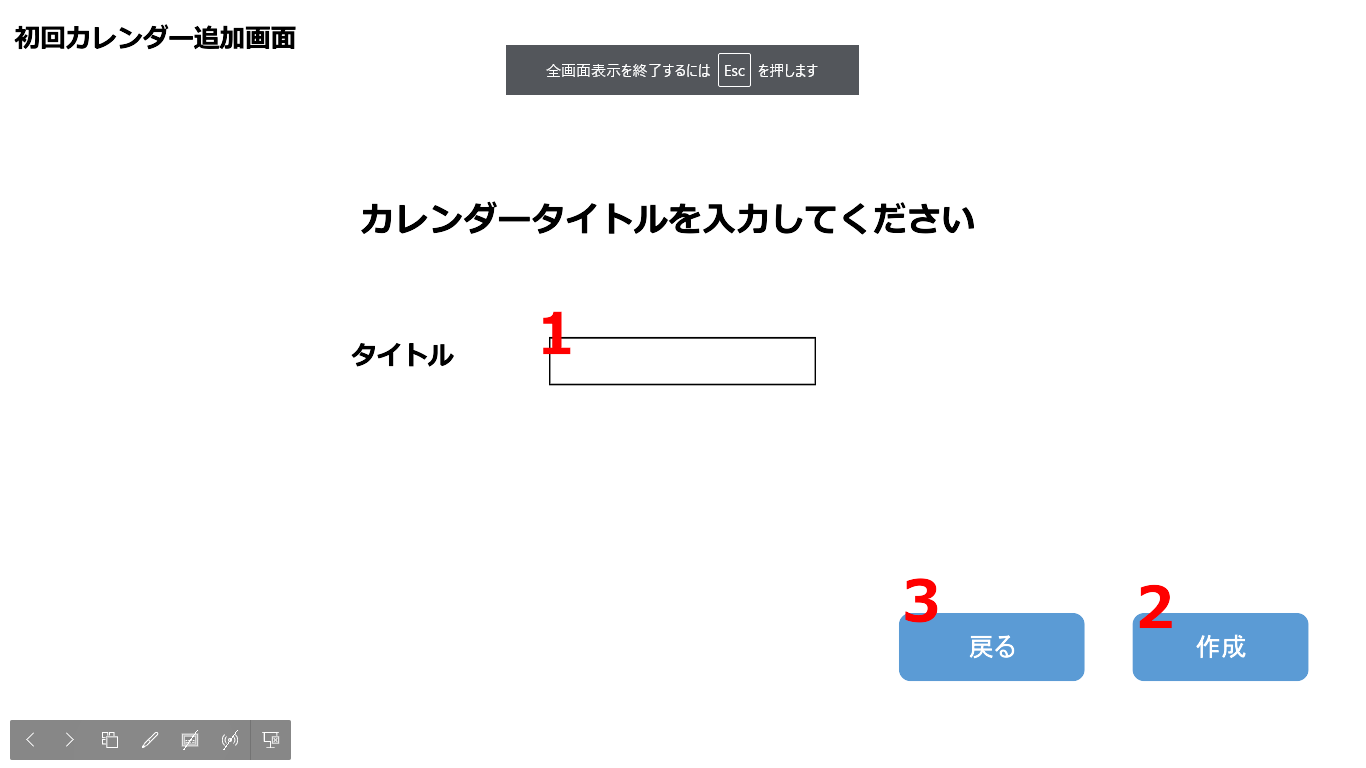 初回カレンダー追加画面
全画面表示を終了するには Esc を押します
カレンダータイトルを入力してください
1
タイトル
3
2
戻る
作成